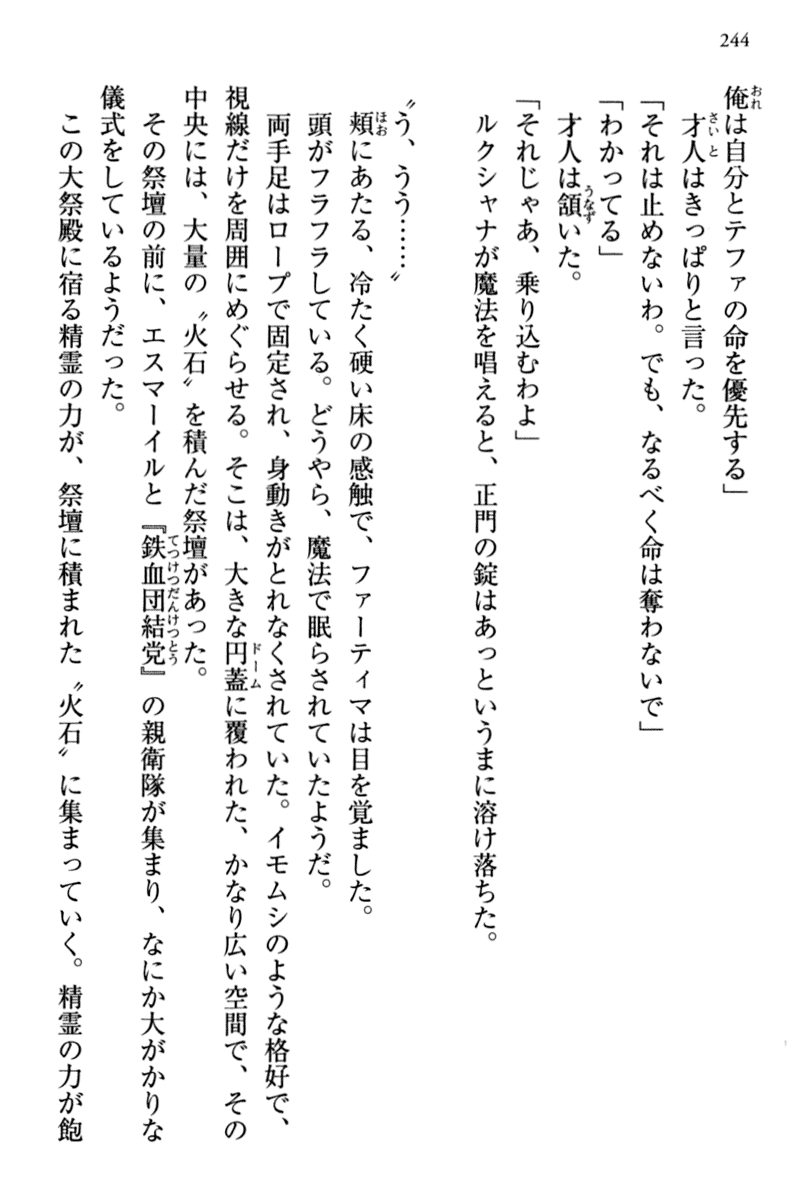 244
俺は自分とテファの命を優先する」
才人はきっぱりと言った。
「それは止めないわ。でも、なるべく命は奪わないで」
「わかってる」
才人は頷いた。
「それじゃあ、乗り込むわよ」
ルクシャナが魔法を唱えると、正門の錠はあっというまに溶け落ちた。
〝う、うう……〟
頬にあたる、冷たく硬い床の感触で、ファーティマは目を覚ました。
頭がフラフラしている。どうやら、魔法で眠らされていたようだ。
両手足はロープで固定され、身動きがとれなくされていた。イモムシのような格好で、
視線だけを周囲にめぐらせる。そこは、大きな円蓋に覆われた、かなり広い空間で、その
中央には、大量の〝火石〟を積んだ祭壇があった。
その祭壇の前に、エスマーイルと『鉄血団結党』の親衛隊が集まり、なにか大がかりな
儀式をしているようだった。
この大祭殿に宿る精霊の力が、祭壇に積まれた〝火石〟に集まっていく。精霊の力が飽